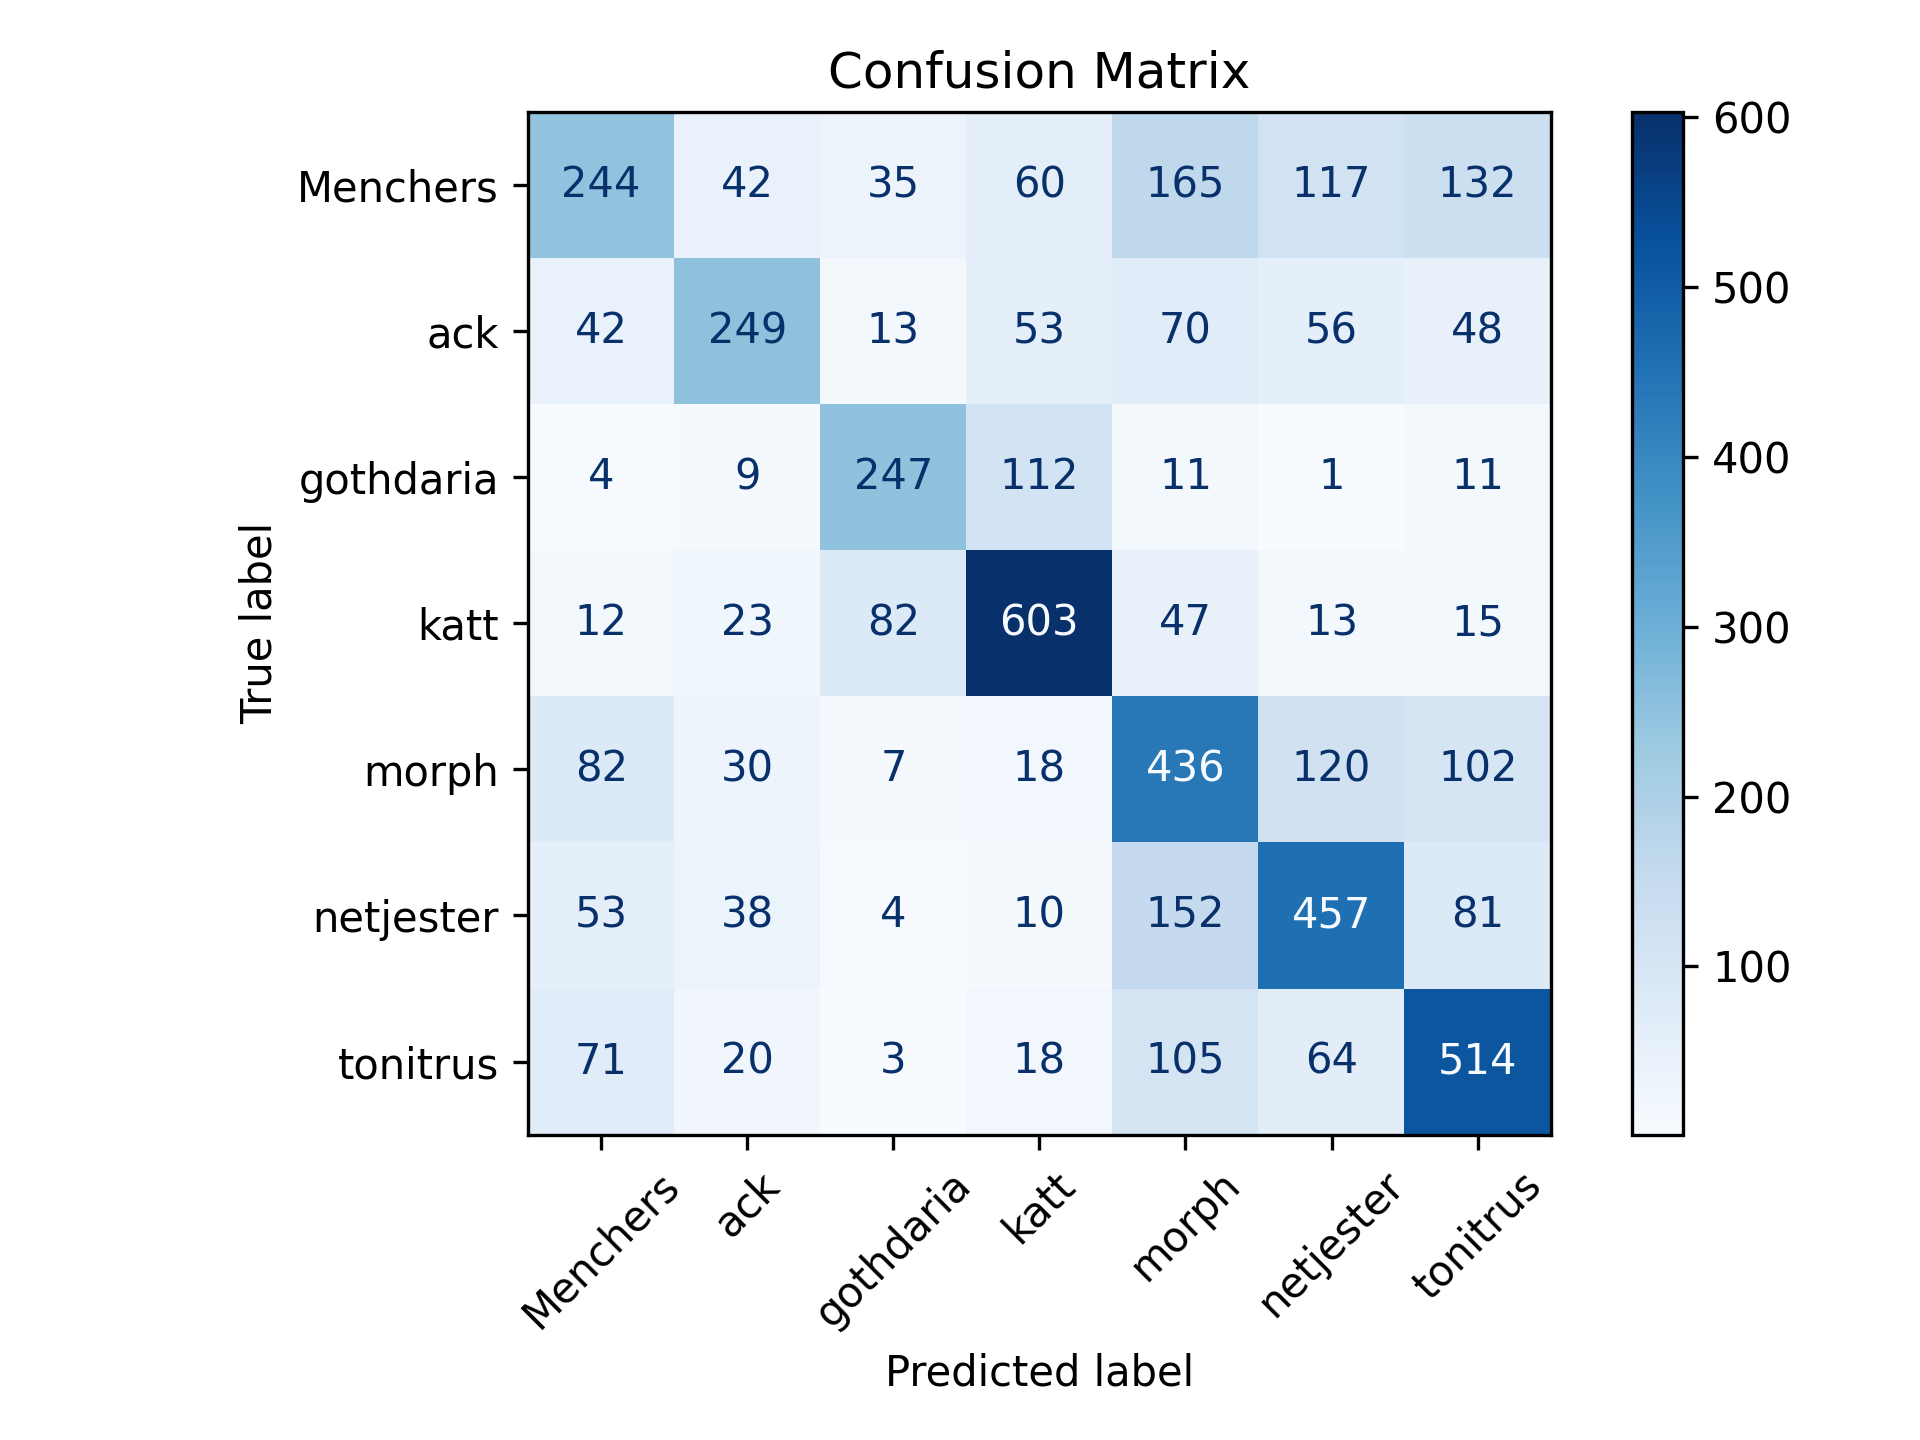 Confusion Matrix
True label
Menchers 244 42 35 60 165 117 132
ack 42 249 13 53 70 56 48
gothdaria 4 9 247 112 11 1 11
katt 12 23 82 603 47 13 15
morph 82 30 7 18 436 120 102
netjester 53 38 4 10 152 457 81
tonitrus 71 20 3 18 105 64 514
Menchers ack gothdaria katt morph netjester tonitrus
Predicted label
600
500
400
300
200
100